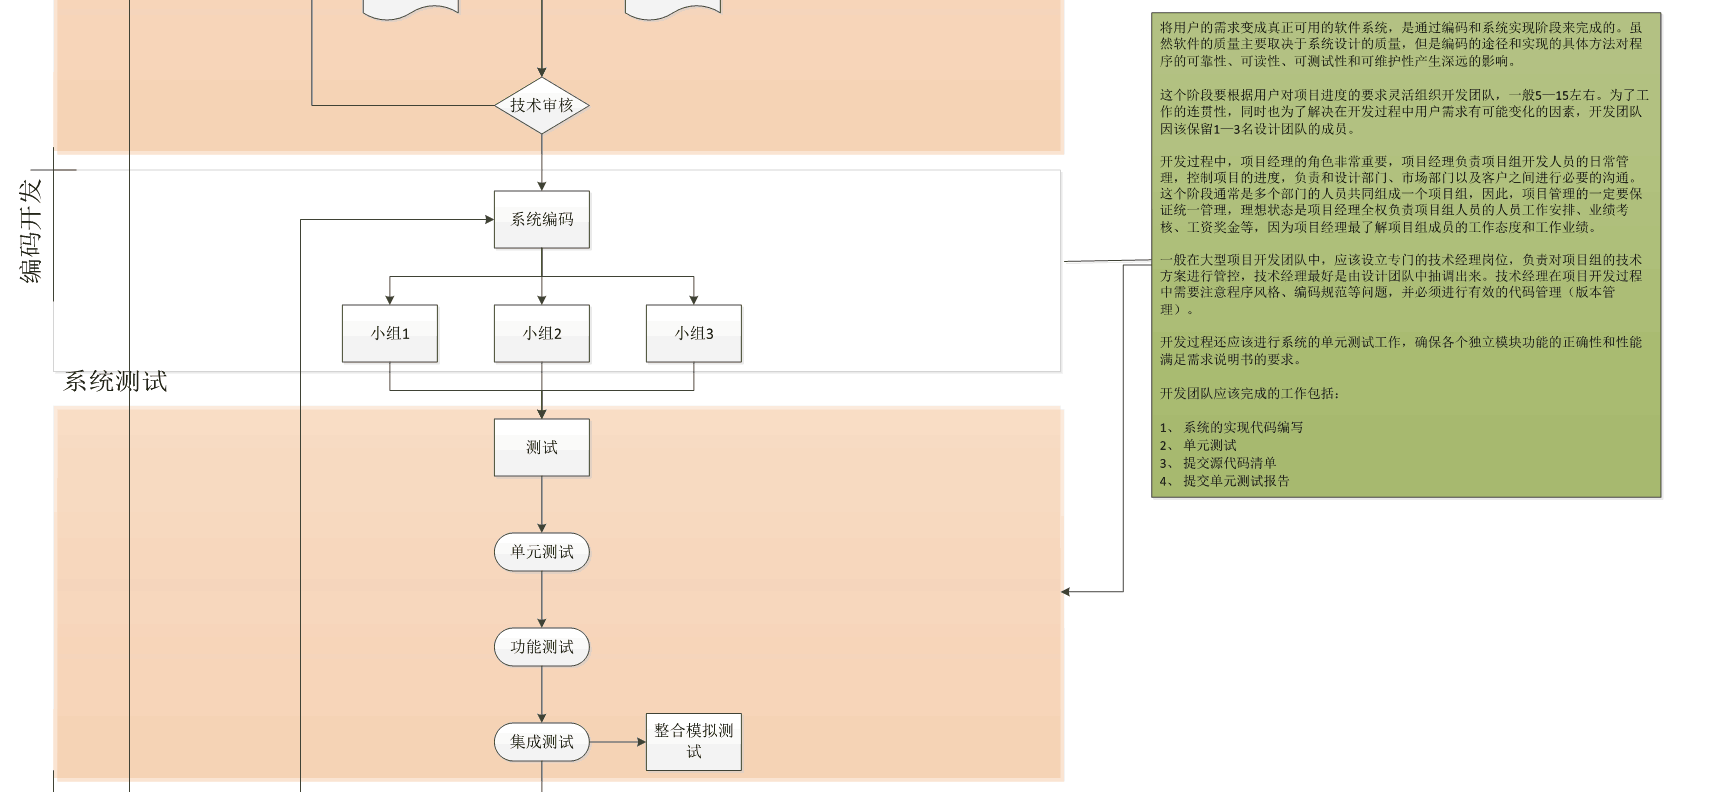 技术审核
编码开发
系统编码
小组1
小组2
小组3
系统测试
测试
单元测试
功能测试
集成测试
整合模拟测
试
将用户的需求变成真正可用的软件系统，是通过编码和系统实现阶段来完成的。虽
然软件的质量主要取决于系统设计的质量，但是编码的途径和实现的具体方法对程
序的可靠性、可读性、可测试性和可维护性产生深远的影响。
这个阶段要根据用户对项目进度的要求灵活组织开发团队，一般5—15左右。为了工
作的连贯性，同时也为了解决在开发过程中用户需求有可能变化的因素，开发团队
因该保留1—3名设计团队的成员。
开发过程中，项目经理的角色非常重要，项目经理负责项目组开发人员的日常管
理，控制项目的进度，负责和设计部门、市场部门以及客户之间进行必要的沟通。
这个阶段通常是多个部门的人员共同组成一个项目组，因此，项目管理的一定要保
证统一管理，理想状态是项目经理全权负责项目组人员的人员工作安排、业绩考
核、工资奖金等，因为项目经理最了解项目组成员的工作态度和工作业绩。
一般在大型项目开发团队中，应该设立专门的技术经理岗位，负责对项目组的技术
方案进行管控，技术经理最好是由设计团队中抽调出来。技术经理在项目开发过程
中需要注意程序风格、编码规范等问题，并必须进行有效的代码管理（版本管
理）。
开发过程还应该进行系统的单元测试工作，确保各个独立模块功能的正确性和性能
满足需求说明书的要求。
开发团队应该完成的工作包括：
1、 系统的实现代码编写
2、 单元测试
3、 提交源代码清单
4、 提交单元测试报告